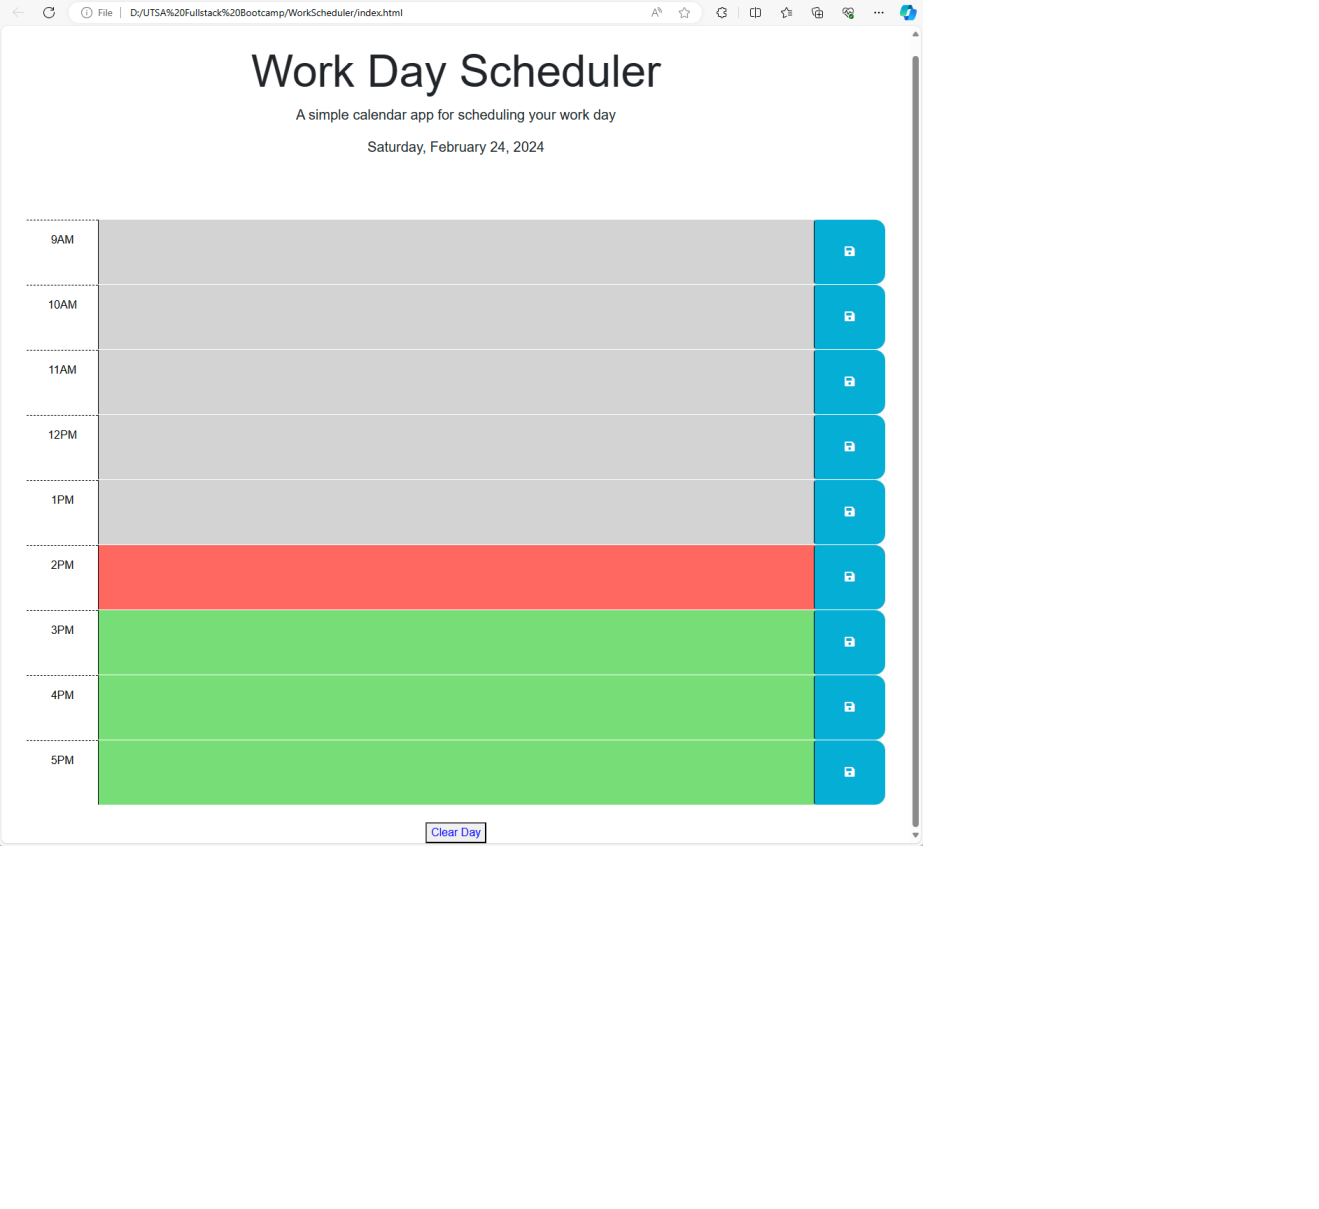 File D:/UTSA%20Fullstack%20Bootcamp/WorkScheduler/index.html
Work Day Scheduler
A simple calendar app for scheduling your work day
Saturday, February 24, 2024
9AM
10AM
11AM
12PM
1PM
2PM
3PM
4PM
5PM
Clear Day